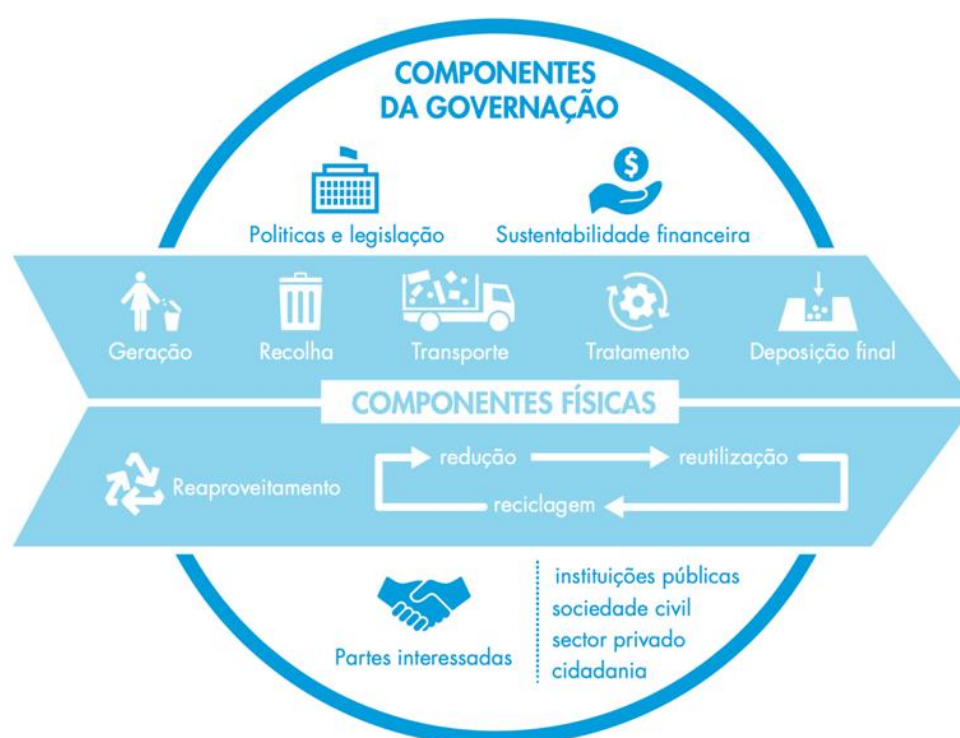 COMPONENTES
DA GOVERNAÇÃO
$
Politicas e legislação
Sustentabilidade financeira
Geração
Recolha
Transporte
Tratamento
Deposição final
COMPONENTES FÍSICAS
Reaproveitamento
redução
reutilização
reciclagem
Partes interessadas
instituições públicas
sociedade civil
sector privado
cidadania